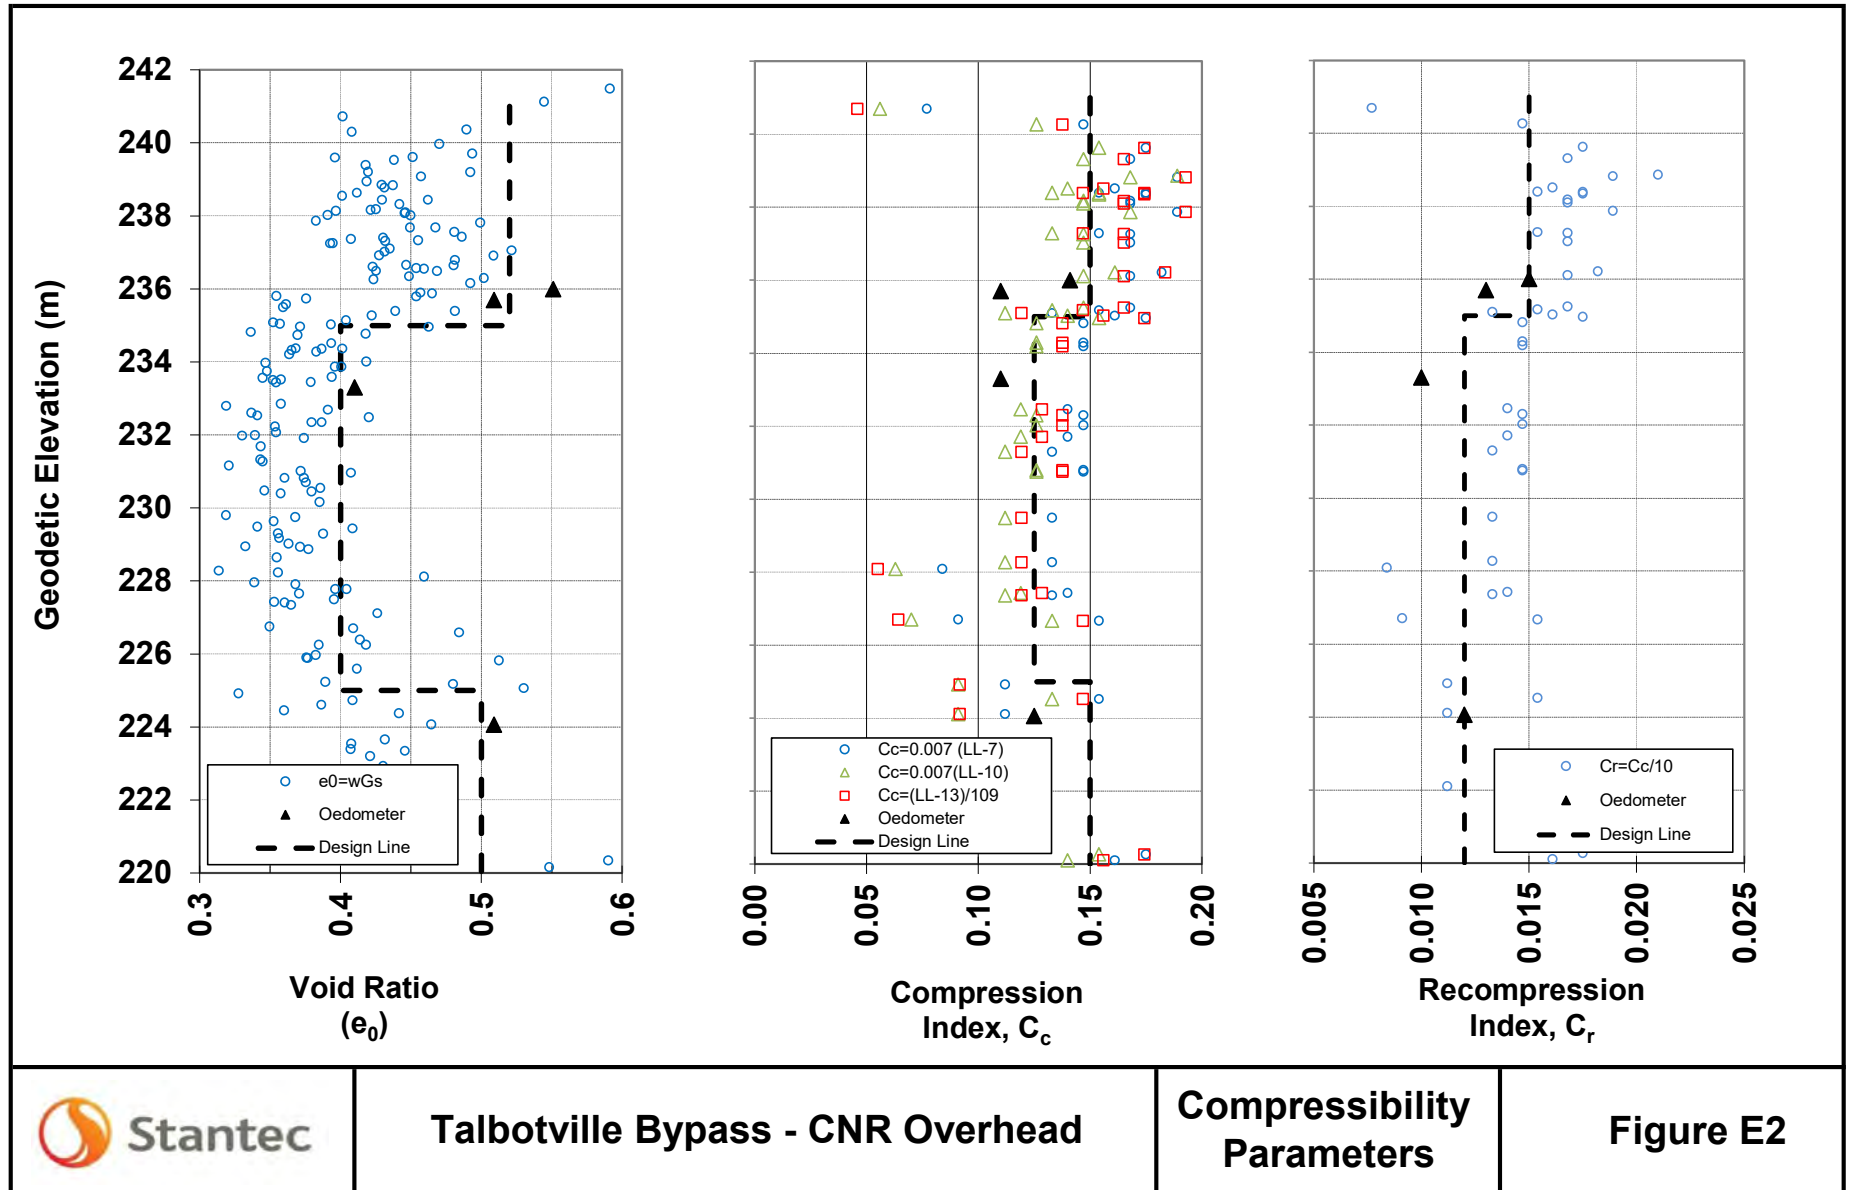 242
240
238
236
234
232
230
228
226
224
222
220
Geodetic Elevation (m)
e0=wGs
Oedometer
Design Line
0.3
0.4
0.5
0.6
Void Ratio
(e0)
Cc=0.007 (LL-7)
Cc=0.007(LL-10)
Cc=(LL-13)/109
Oedometer
Design Line
0.00
0.05
0.10
0.15
0.20
Compression
Index, Cc
Cr=Cc/10
Oedometer
Design Line
0.005
0.010
0.015
0.020
0.025
Recompression
Index, Cr
Stantec
Talbotville Bypass - CNR Overhead
Compressibility
Parameters
Figure E2